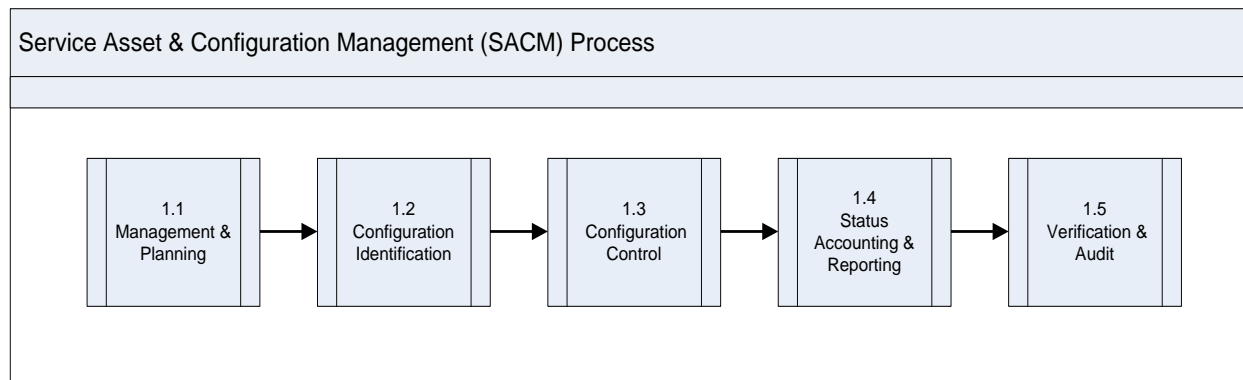 Service Asset & Configuration Management (SACM) Process
1.1
Management &
Planning
1.2
Configuration
Identification
1.3
Configuration
Control
1.4
Status
Accounting &
Reporting
1.5
Verification &
Audit